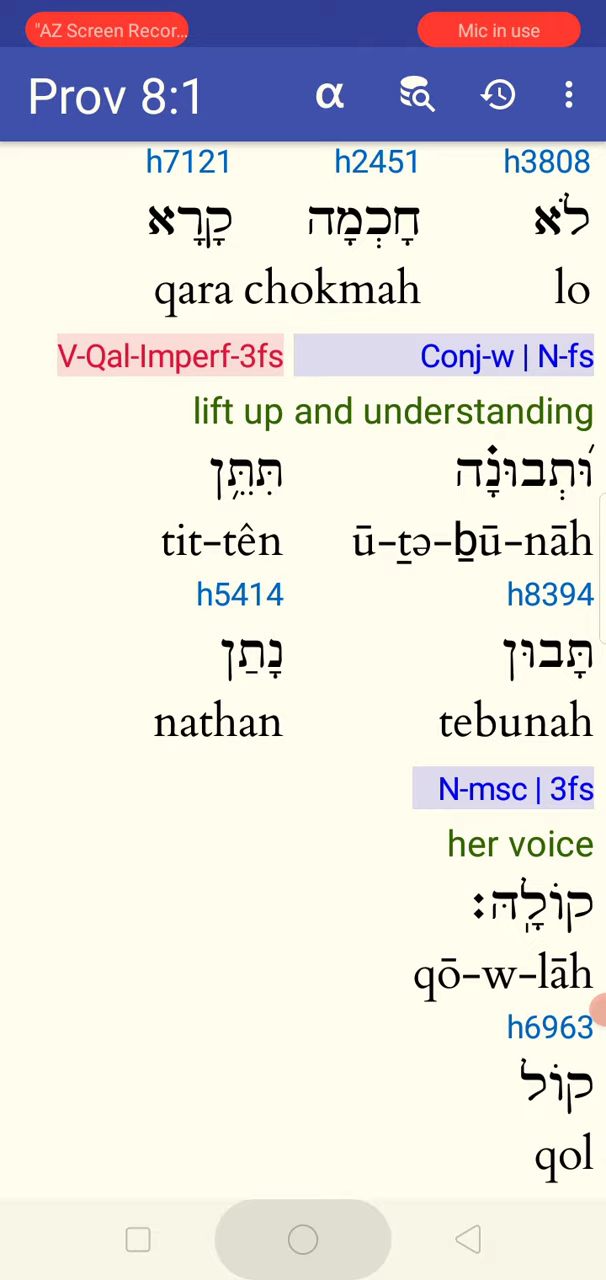 "AZ Screen Recor... Mic in use
Prov 8:1 α
h3808 h2451 h7121
לֹא חָכְמָה קָרָא
qara chokmah lo
Conj-w | N-fs V-Qal-Imperf-3fs
lift up and understanding
וּ֝תְבוּנָ֗ה תִּתֵּ֥ן
tit-tên ū-ṯə-ḇū-nāh
h8394 h5414
תָּבוּן נָתַן
nathan tebunah
N-msc | 3fs
her voice
קוֹלָֽהּ׃
qō-w-lāh
h6963
קוֹל
qol